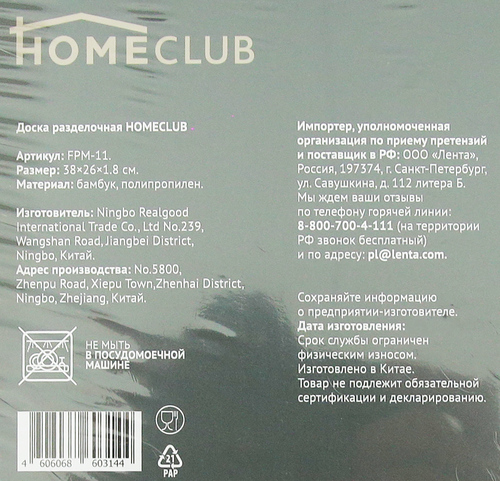 HOMECLUB
Доска разделочная HOMECLUB
Артикул: FPM-11.
Размер: 38×26×1.8 см.
Материал: бамбук, полипропилен.
Изготовитель: Ningbo Realgood
International Trade Co., Ltd No.239,
Wangshan Road, Jiangbei District,
Ningbo, Китай.
Адрес производства: No.5800,
Zhenpu Road, Xiepu Town,Zhenhai District,
Ningbo, Zhejiang, Китай.
НЕ МЫТЬ
В ПОСУДОМОЕЧНОЙ
МАШИНЕ
4 606068 603144
21
PAP
Импортер, уполномоченная
организация по приему претензий
и поставщик в РФ: ООО «Лента»,
Россия, 197374, г. Санкт-Петербург,
ул. Савушкина, д. 112 литера Б.
Мы ждем ваши отзывы
по телефону горячей линии:
8-800-700-4-111 (на территории
РФ звонок бесплатный)
и по адресу: pl@lenta.com.
Сохраняйте информацию
о предприятии-изготовителе.
Дата изготовления:
Срок службы ограничен
физическим износом.
Изготовлено в Китае.
Товар не подлежит обязательной
сертификации и декларированию.